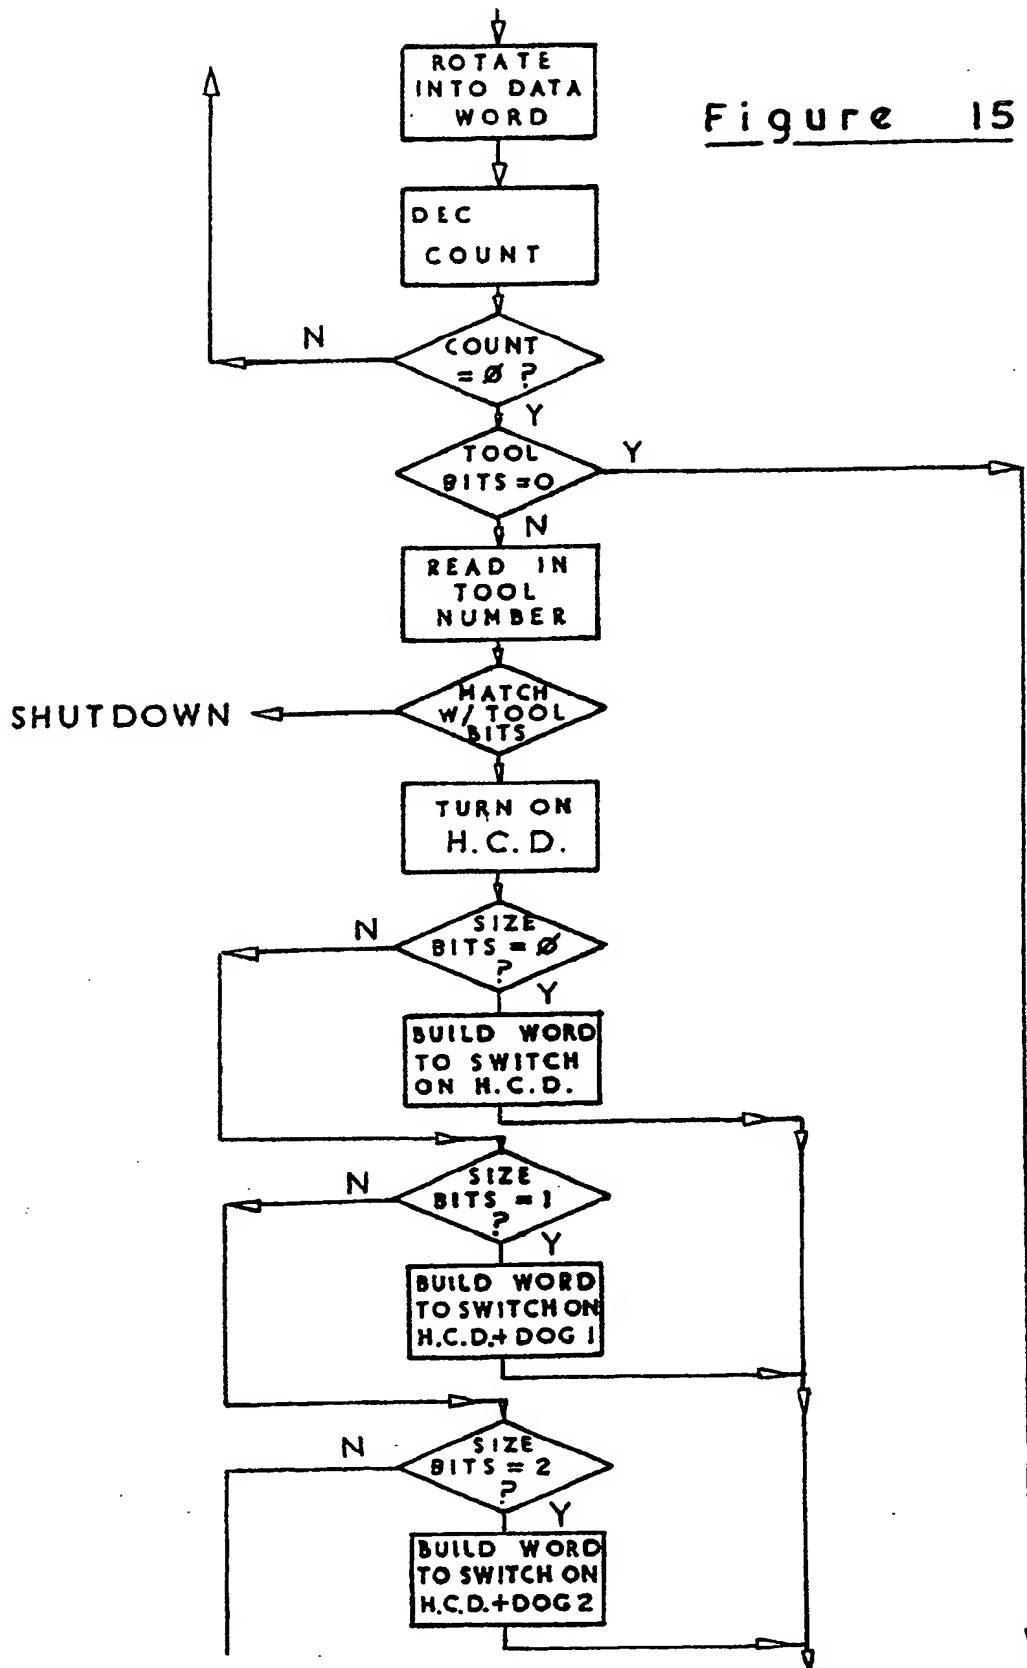 ROTATE
INTO DATA
WORD
Figure 15
DEC
COUNT
N
COUNT
= Ø ?
Y
TOOL
BITS = O
Y
N
READ IN
TOOL
NUMBER
MATCH
W/ TOOL
BITS
SHUTDOWN
TURN ON
H.C.D.
N
SIZE
BITS = Ø
?
Y
BUILD WORD
TO SWITCH
ON H.C.D.
N
SIZE
BITS = 1
?
Y
BUILD WORD
TO SWITCH ON
H.C.D.+ DOG 1
N
SIZE
BITS = 2
?
Y
BUILD WORD
TO SWITCH ON
H.C.D.+DOG 2